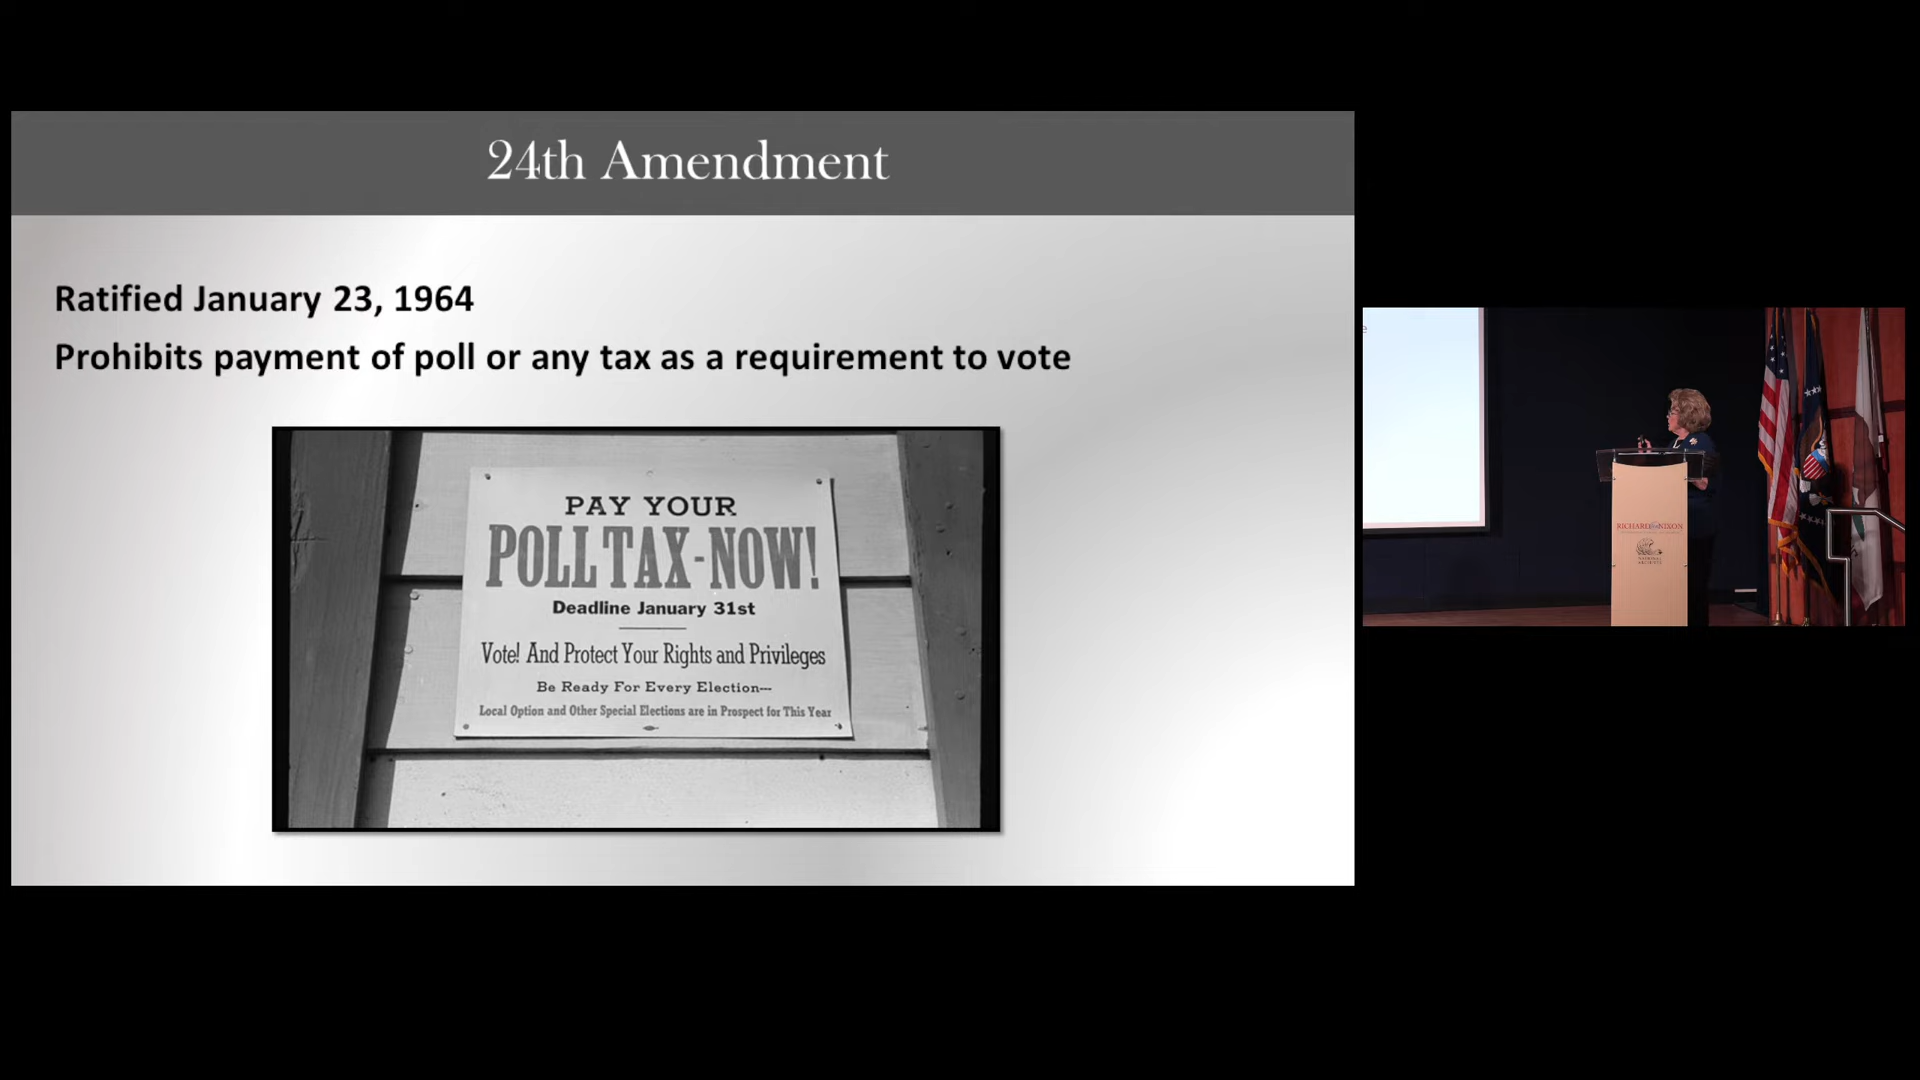 24th Amendment
Ratified January 23, 1964
Prohibits payment of poll or any tax as a requirement to vote
PAY YOUR
POLL TAX-NOW!
Deadline January 31st
Vote! And Protect Your Rights and Privileges
Be Ready For Every Election---
Local Option and Other Special Elections are in Prospect for This Year
e
RICHARD NIXON
NATIONAL
ARCHIVES